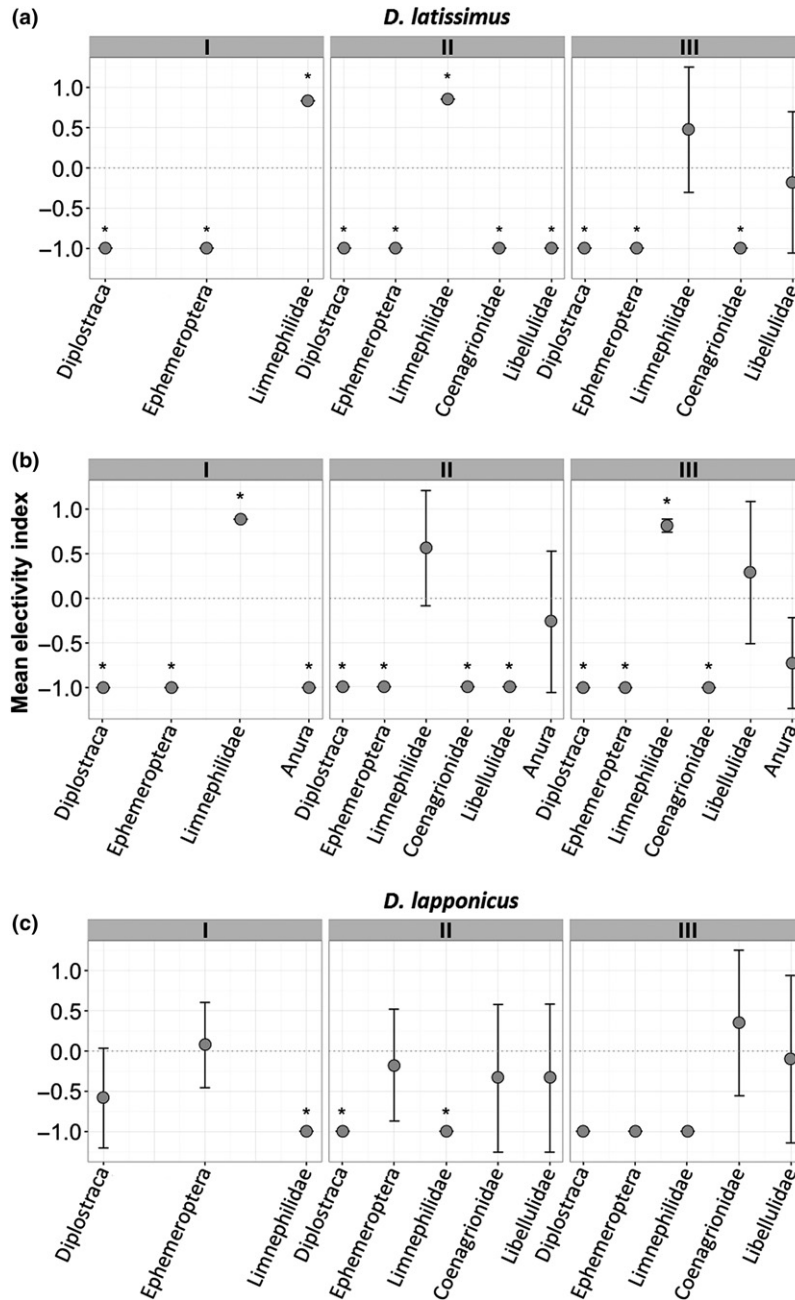 (a)
D. latissimus
I II III
1.0
0.5
0.0
−0.5
−1.0
* * *
* * * * *
* * *
Diplostraca Ephemeroptera Limnephilidae
Diplostraca Ephemeroptera Limnephilidae Coenagrionidae Libellulidae
Diplostraca Ephemeroptera Limnephilidae Coenagrionidae Libellulidae
(b)
Mean electivity index
I II III
1.0
0.5
0.0
−0.5
−1.0
* * * *
* * * *
* * * *
Diplostraca Ephemeroptera Limnephilidae Anura
Diplostraca Ephemeroptera Limnephilidae Coenagrionidae Libellulidae Anura
Diplostraca Ephemeroptera Limnephilidae Coenagrionidae Libellulidae Anura
(c)
D. lapponicus
I II III
1.0
0.5
0.0
−0.5
−1.0
*
* *
Diplostraca Ephemeroptera Limnephilidae
Diplostraca Ephemeroptera Limnephilidae Coenagrionidae Libellulidae
Diplostraca Ephemeroptera Limnephilidae Coenagrionidae Libellulidae